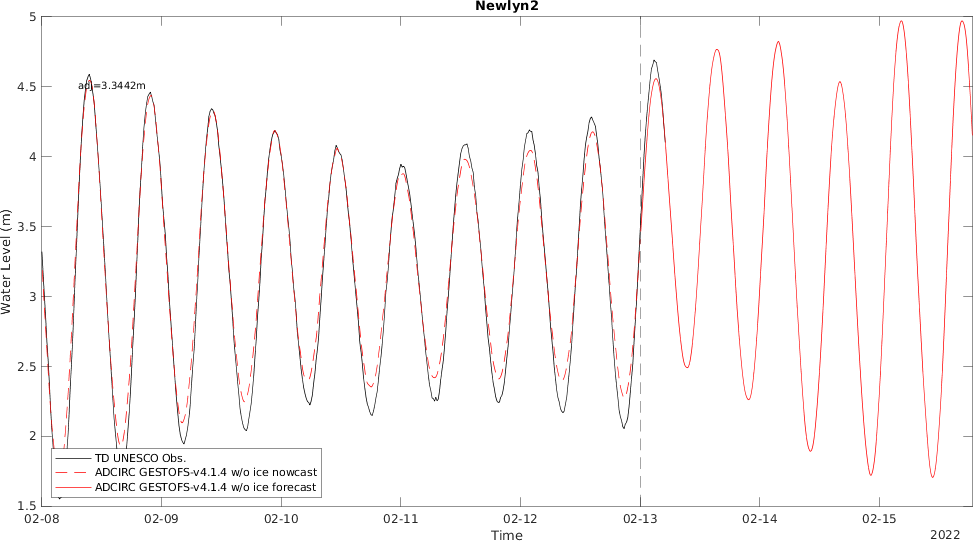 Newlyn2
5
4.5
4
3.5
3
2.5
2
1.5
Water Level (m)
adj=3.3442m
TD UNESCO Obs.
ADCIRC GESTOFS-v4.1.4 w/o ice nowcast
ADCIRC GESTOFS-v4.1.4 w/o ice forecast
02-08 02-09 02-10 02-11 02-12 02-13 02-14 02-15
Time
2022